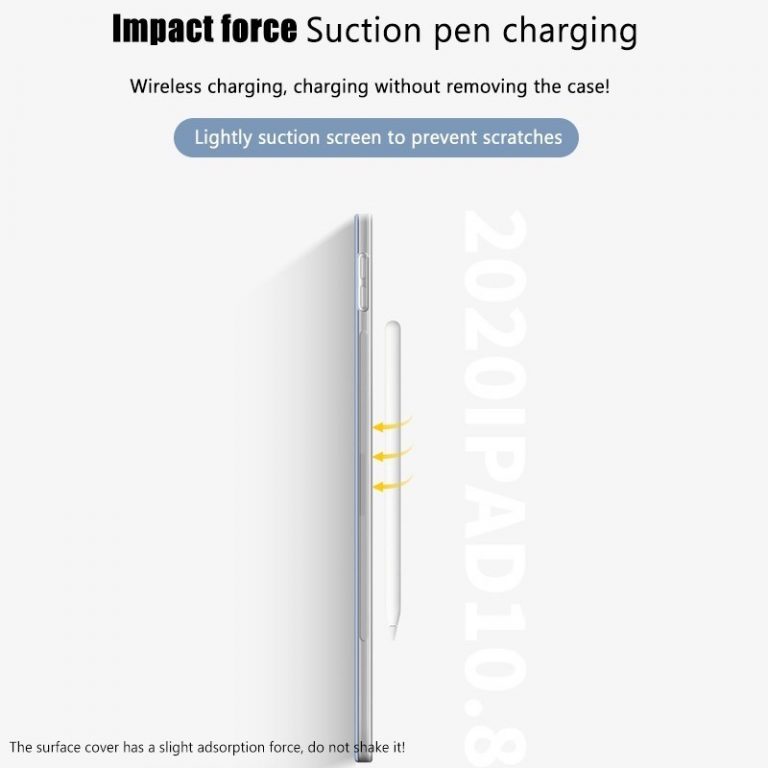 Impact force Suction pen charging
Wireless charging, charging without removing the case!
Lightly suction screen to prevent scratches
2020IPAD10.8
The surface cover has a slight adsorption force, do not shake it!